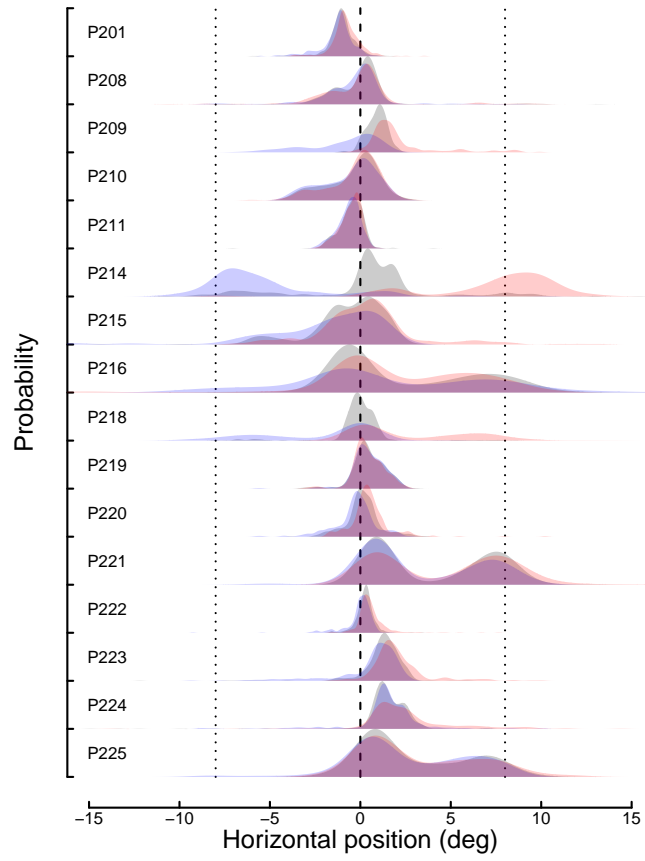 P201
P208
P209
P210
P211
P214
P215
P216
P218
P219
P220
P221
P222
P223
P224
P225
Probability
−15 −10 −5 0 5 10 15
Horizontal position (deg)